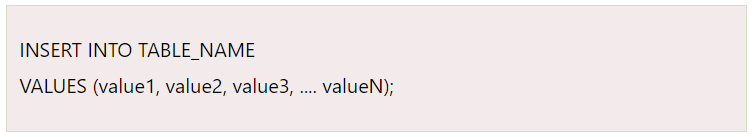 INSERT INTO TABLE_NAME
VALUES (value1, value2, value3, .... valueN);